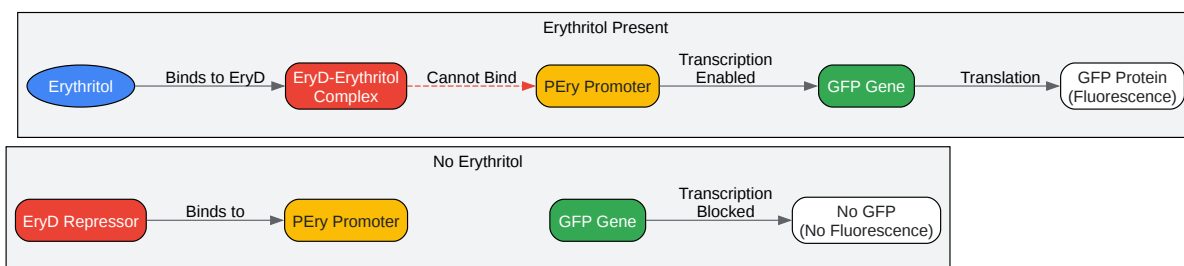 Erythritol Present
Erythritol
Binds to EryD
EryD-Erythritol
Complex
Cannot Bind
PEry Promoter
Transcription
Enabled
GFP Gene
Translation
GFP Protein
(Fluorescence)
No Erythritol
EryD Repressor
Binds to
PEry Promoter
GFP Gene
Transcription
Blocked
No GFP
(No Fluorescence)